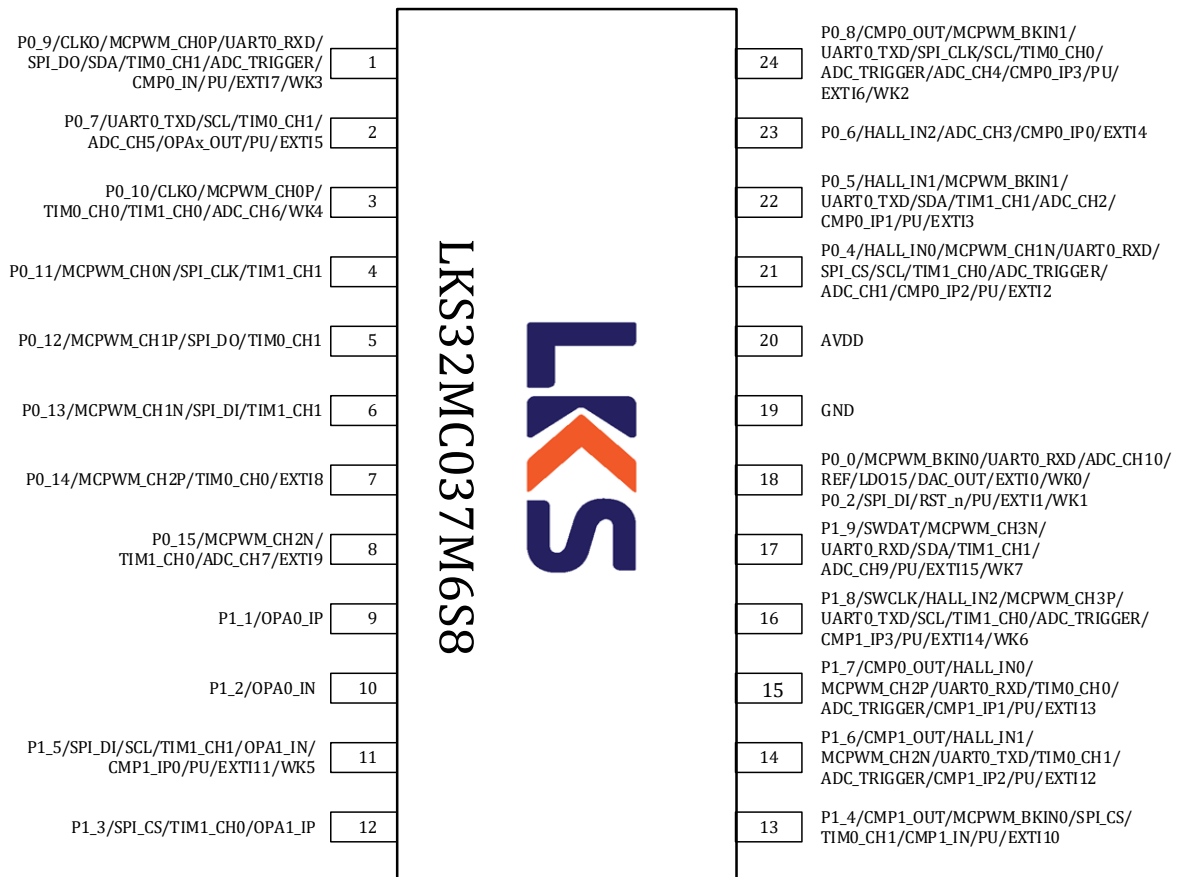 P0_9/CLKO/MCPWM_CH0P/UART0_RXD/
SPI_DO/SDA/TIM0_CH1/ADC_TRIGGER/
CMP0_IN/PU/EXTI7/WK3
1
P0_7/UART0_TXD/SCL/TIM0_CH1/
ADC_CH5/OPAx_OUT/PU/EXTI5
2
P0_10/CLKO/MCPWM_CH0P/
TIM0_CH0/TIM1_CH0/ADC_CH6/WK4
3
P0_11/MCPWM_CH0N/SPI_CLK/TIM1_CH1
4
P0_12/MCPWM_CH1P/SPI_DO/TIM0_CH1
5
P0_13/MCPWM_CH1N/SPI_DI/TIM1_CH1
6
P0_14/MCPWM_CH2P/TIM0_CH0/EXTI8
7
P0_15/MCPWM_CH2N/
TIM1_CH0/ADC_CH7/EXTI9
8
P1_1/OPA0_IP
9
P1_2/OPA0_IN
10
P1_5/SPI_DI/SCL/TIM1_CH1/OPA1_IN/
CMP1_IP0/PU/EXTI11/WK5
11
P1_3/SPI_CS/TIM1_CH0/OPA1_IP
12
LKS32MC037M6S8
LKS
24
P0_8/CMP0_OUT/MCPWM_BKIN1/
UART0_TXD/SPI_CLK/SCL/TIM0_CH0/
ADC_TRIGGER/ADC_CH4/CMP0_IP3/PU/
EXTI6/WK2
23
P0_6/HALL_IN2/ADC_CH3/CMP0_IP0/EXTI4
22
P0_5/HALL_IN1/MCPWM_BKIN1/
UART0_TXD/SDA/TIM1_CH1/ADC_CH2/
CMP0_IP1/PU/EXTI3
21
P0_4/HALL_IN0/MCPWM_CH1N/UART0_RXD/
SPI_CS/SCL/TIM1_CH0/ADC_TRIGGER/
ADC_CH1/CMP0_IP2/PU/EXTI2
20
AVDD
19
GND
18
P0_0/MCPWM_BKIN0/UART0_RXD/ADC_CH10/
REF/LDO15/DAC_OUT/EXTI0/WK0/
P0_2/SPI_DI/RST_n/PU/EXTI1/WK1
17
P1_9/SWDAT/MCPWM_CH3N/
UART0_RXD/SDA/TIM1_CH1/
ADC_CH9/PU/EXTI15/WK7
16
P1_8/SWCLK/HALL_IN2/MCPWM_CH3P/
UART0_TXD/SCL/TIM1_CH0/ADC_TRIGGER/
CMP1_IP3/PU/EXTI14/WK6
15
P1_7/CMP0_OUT/HALL_IN0/
MCPWM_CH2P/UART0_RXD/TIM0_CH0/
ADC_TRIGGER/CMP1_IP1/PU/EXTI13
14
P1_6/CMP1_OUT/HALL_IN1/
MCPWM_CH2N/UART0_TXD/TIM0_CH1/
ADC_TRIGGER/CMP1_IP2/PU/EXTI12
13
P1_4/CMP1_OUT/MCPWM_BKIN0/SPI_CS/
TIM0_CH1/CMP1_IN/PU/EXTI10